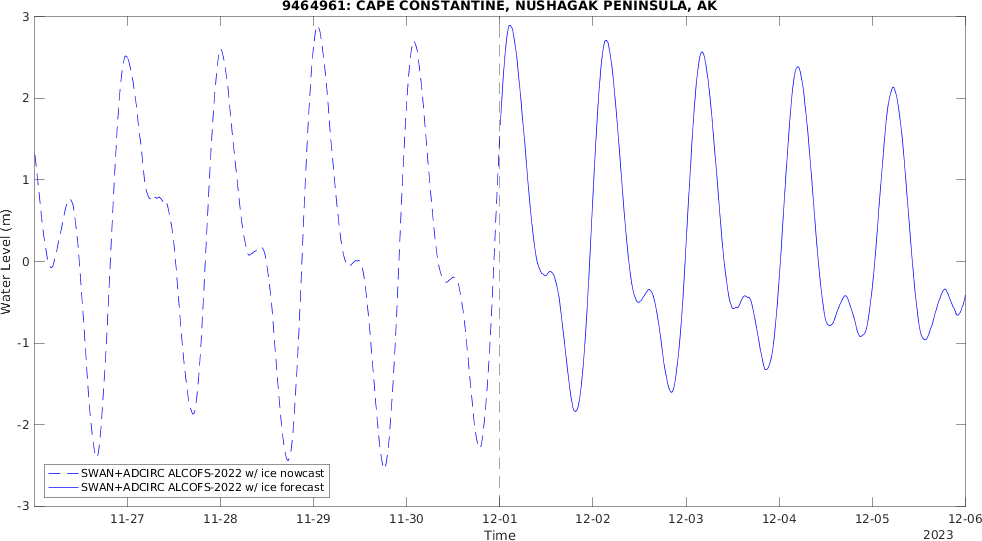 9464961: CAPE CONSTANTINE, NUSHAGAK PENINSULA, AK
3
2
1
0
-1
-2
-3
Water Level (m)
SWAN+ADCIRC ALCOFS-2022 w/ ice nowcast
SWAN+ADCIRC ALCOFS-2022 w/ ice forecast
11-27 11-28 11-29 11-30 12-01 12-02 12-03 12-04 12-05 12-06
Time
2023